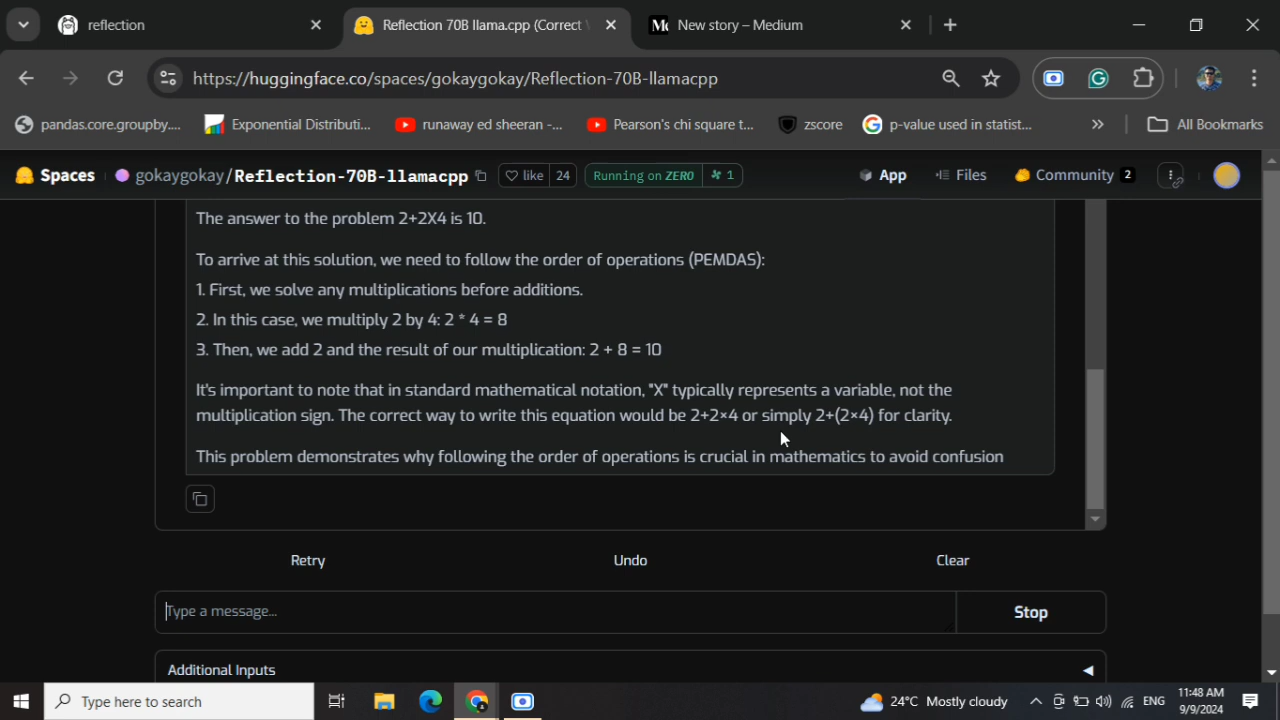 reflection
Reflection 70B llama.cpp (Correct
New story – Medium
https://huggingface.co/spaces/gokaygokay/Reflection-70B-llamacpp
pandas.core.groupby....
Exponential Distributi...
runaway ed sheeran -...
Pearson's chi square t...
zscore
p-value used in statist...
All Bookmarks
Spaces
gokaygokay/Reflection-70B-llamacpp
like 24
Running on ZERO 1
App
Files
Community 2
The answer to the problem 2+2X4 is 10.
To arrive at this solution, we need to follow the order of operations (PEMDAS):
1. First, we solve any multiplications before additions.
2. In this case, we multiply 2 by 4: 2 * 4 = 8
3. Then, we add 2 and the result of our multiplication: 2 + 8 = 10
It's important to note that in standard mathematical notation, "X" typically represents a variable, not the
multiplication sign. The correct way to write this equation would be 2+2×4 or simply 2+(2×4) for clarity.
This problem demonstrates why following the order of operations is crucial in mathematics to avoid confusion
Retry
Undo
Clear
Type a message...
Stop
Additional Inputs
Type here to search
24°C Mostly cloudy
ENG
11:48 AM
9/9/2024